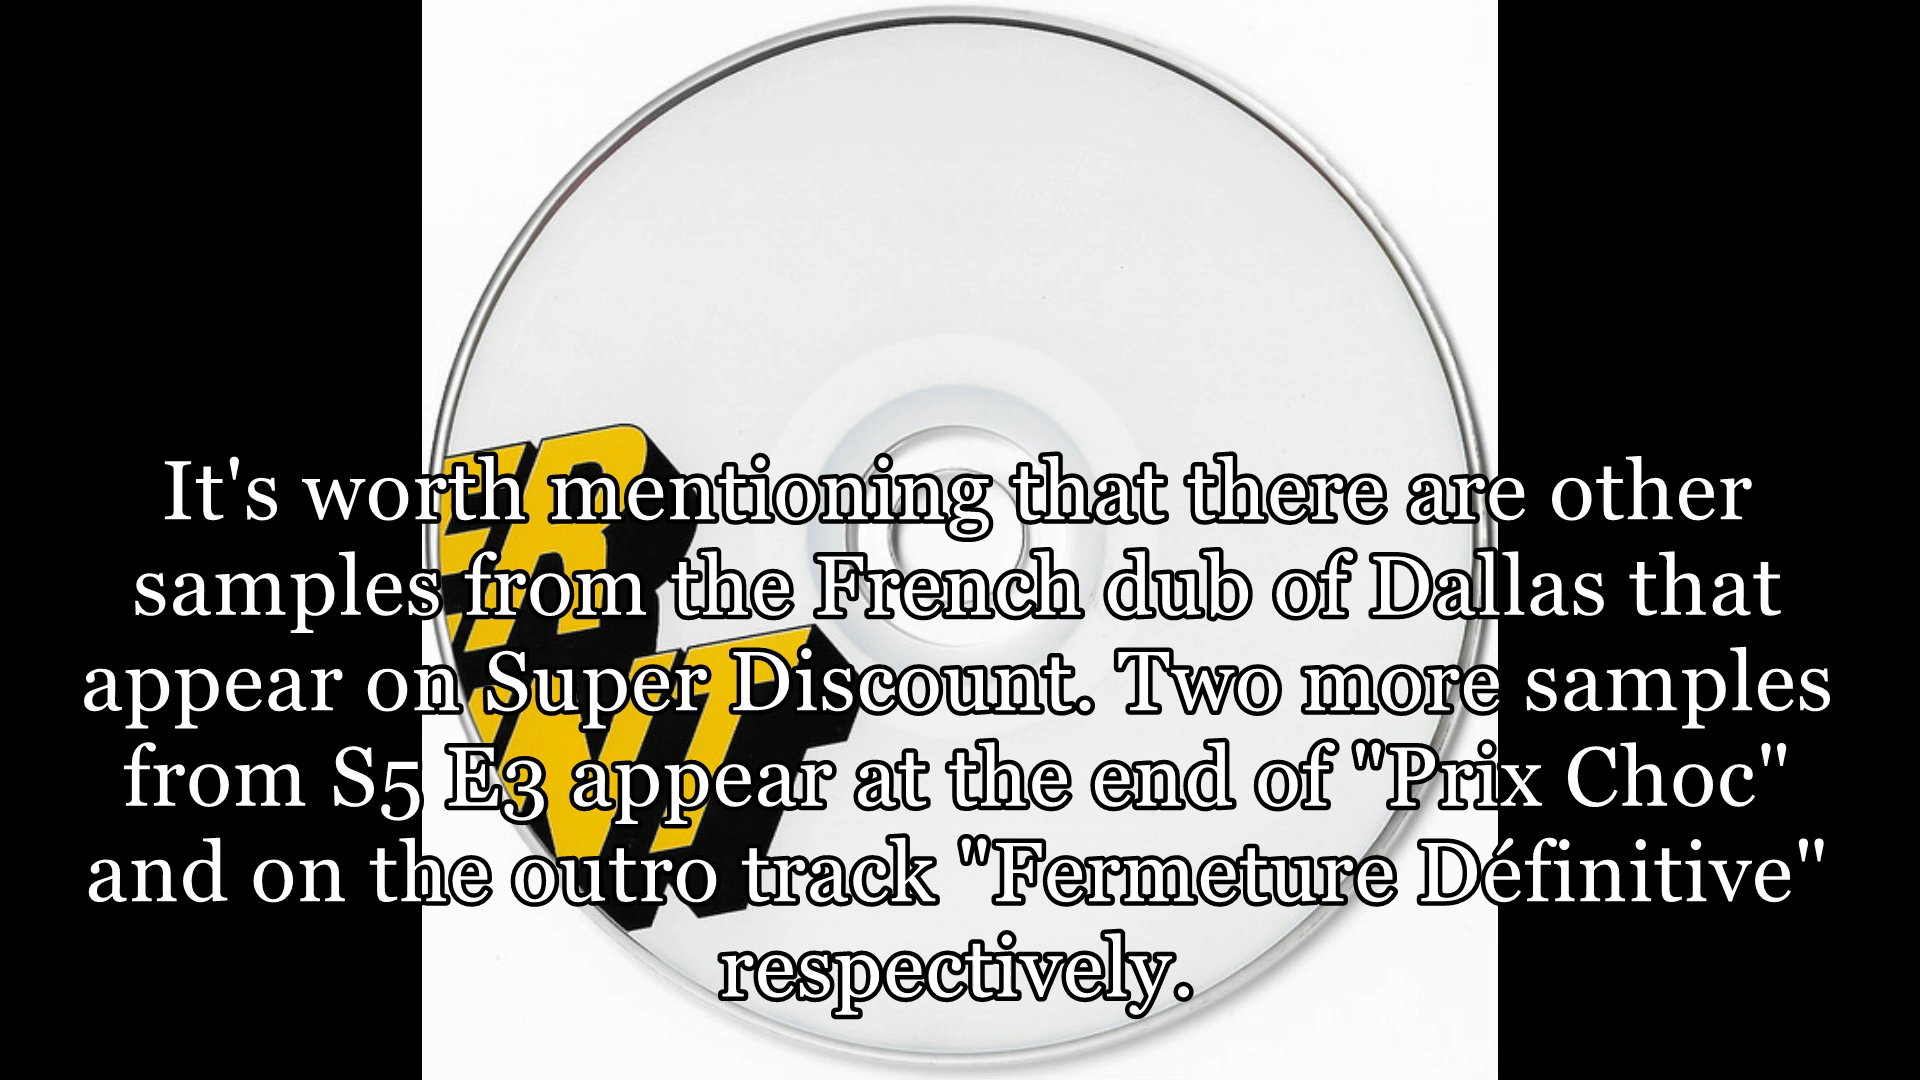 It's worth mentioning that there are other
samples from the French dub of Dallas that
appear on Super Discount. Two more samples
from S5 E3 appear at the end of "Prix Choc"
and on the outro track "Fermeture Définitive"
respectively.
ER
NT